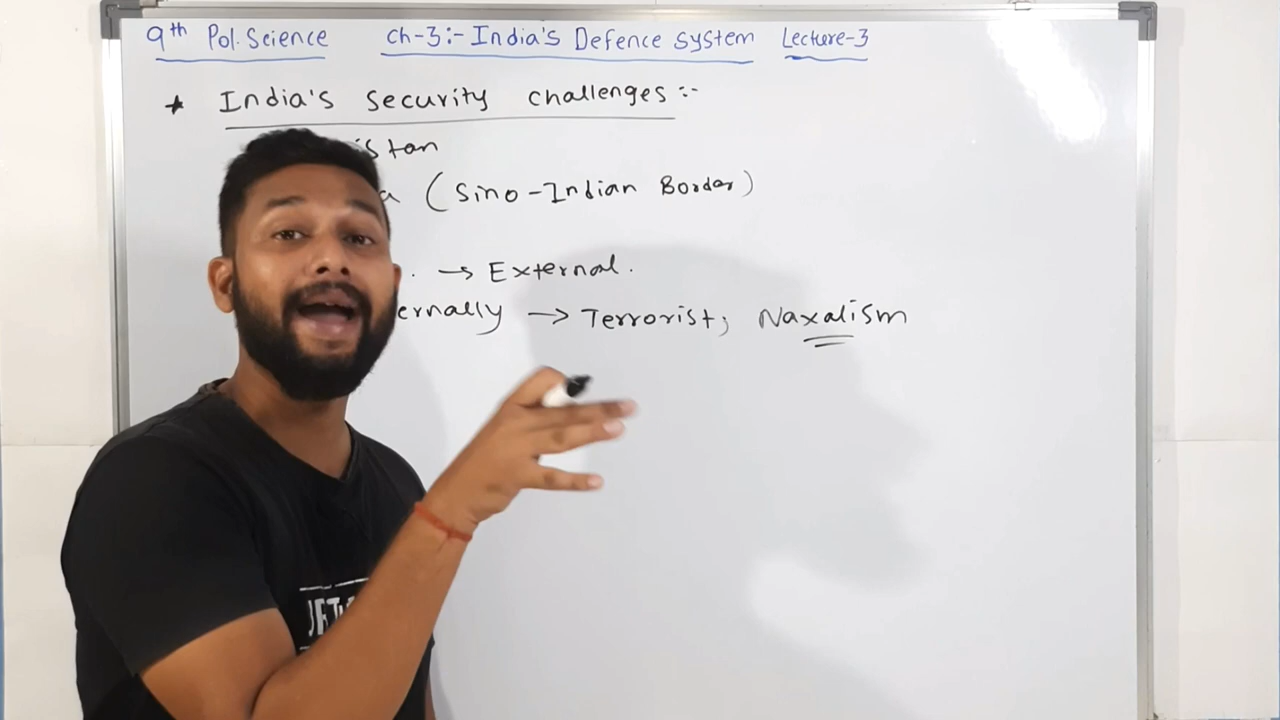 9th Pol. Science Ch-3:- India's Defence system Lecture-3
* India's security challenges:-
istan
a (Sino-Indian Border)
. → External.
ernally → Terrorist; Naxalism